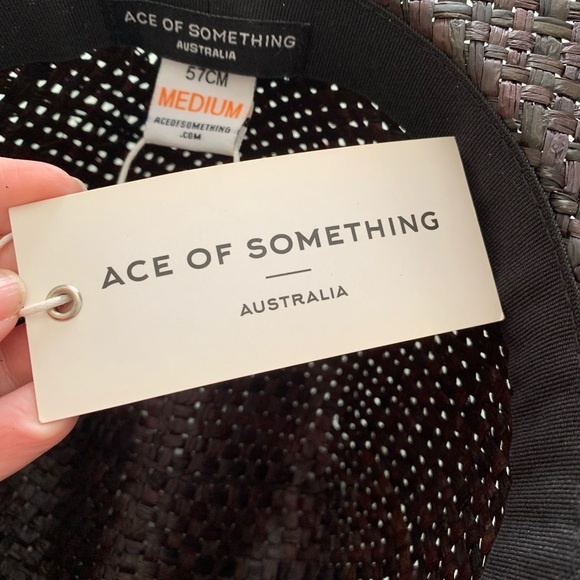 ACE OF SOMETHING
AUSTRALIA
57CM
MEDIUM
ACEOFSOMETHING
.COM
ACE OF SOMETHING
AUSTRALIA